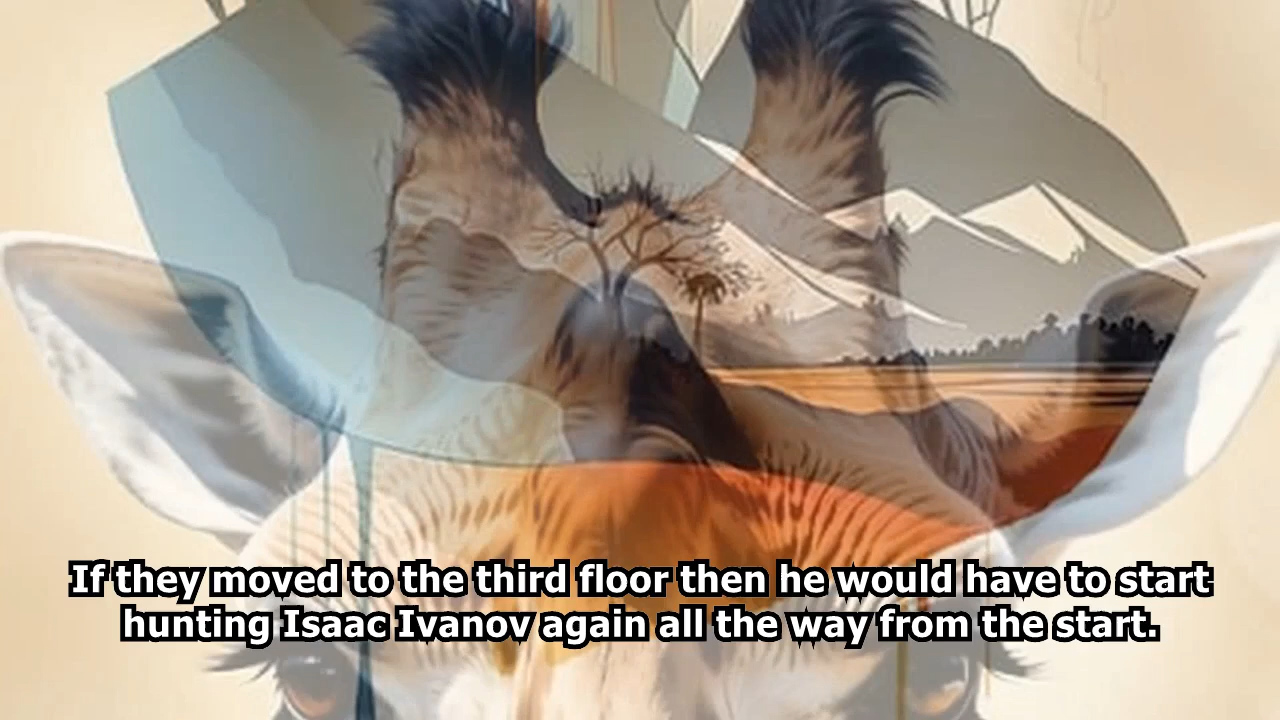 If they moved to the third floor then he would have to start
hunting Isaac Ivanov again all the way from the start.